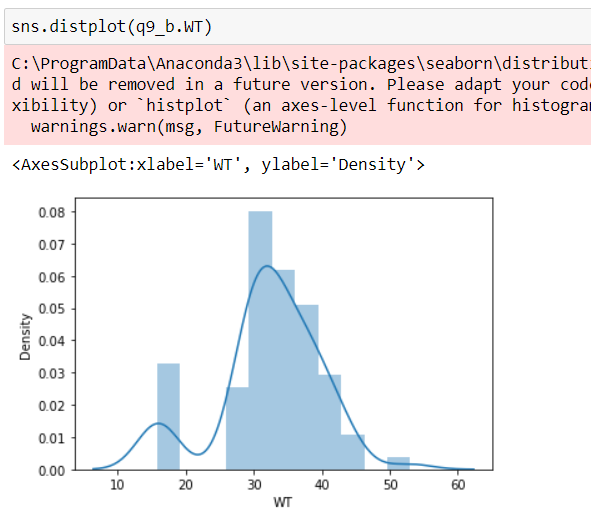 sns.distplot(q9_b.WT)
C:\ProgramData\Anaconda3\lib\site-packages\seaborn\distributi
d will be removed in a future version. Please adapt your code
xibility) or `histplot` (an axes-level function for histogram
warnings.warn(msg, FutureWarning)
<AxesSubplot:xlabel='WT', ylabel='Density'>
0.08
0.07
0.06
0.05
0.04
0.03
0.02
0.01
0.00
Density
10 20 30 40 50 60
WT